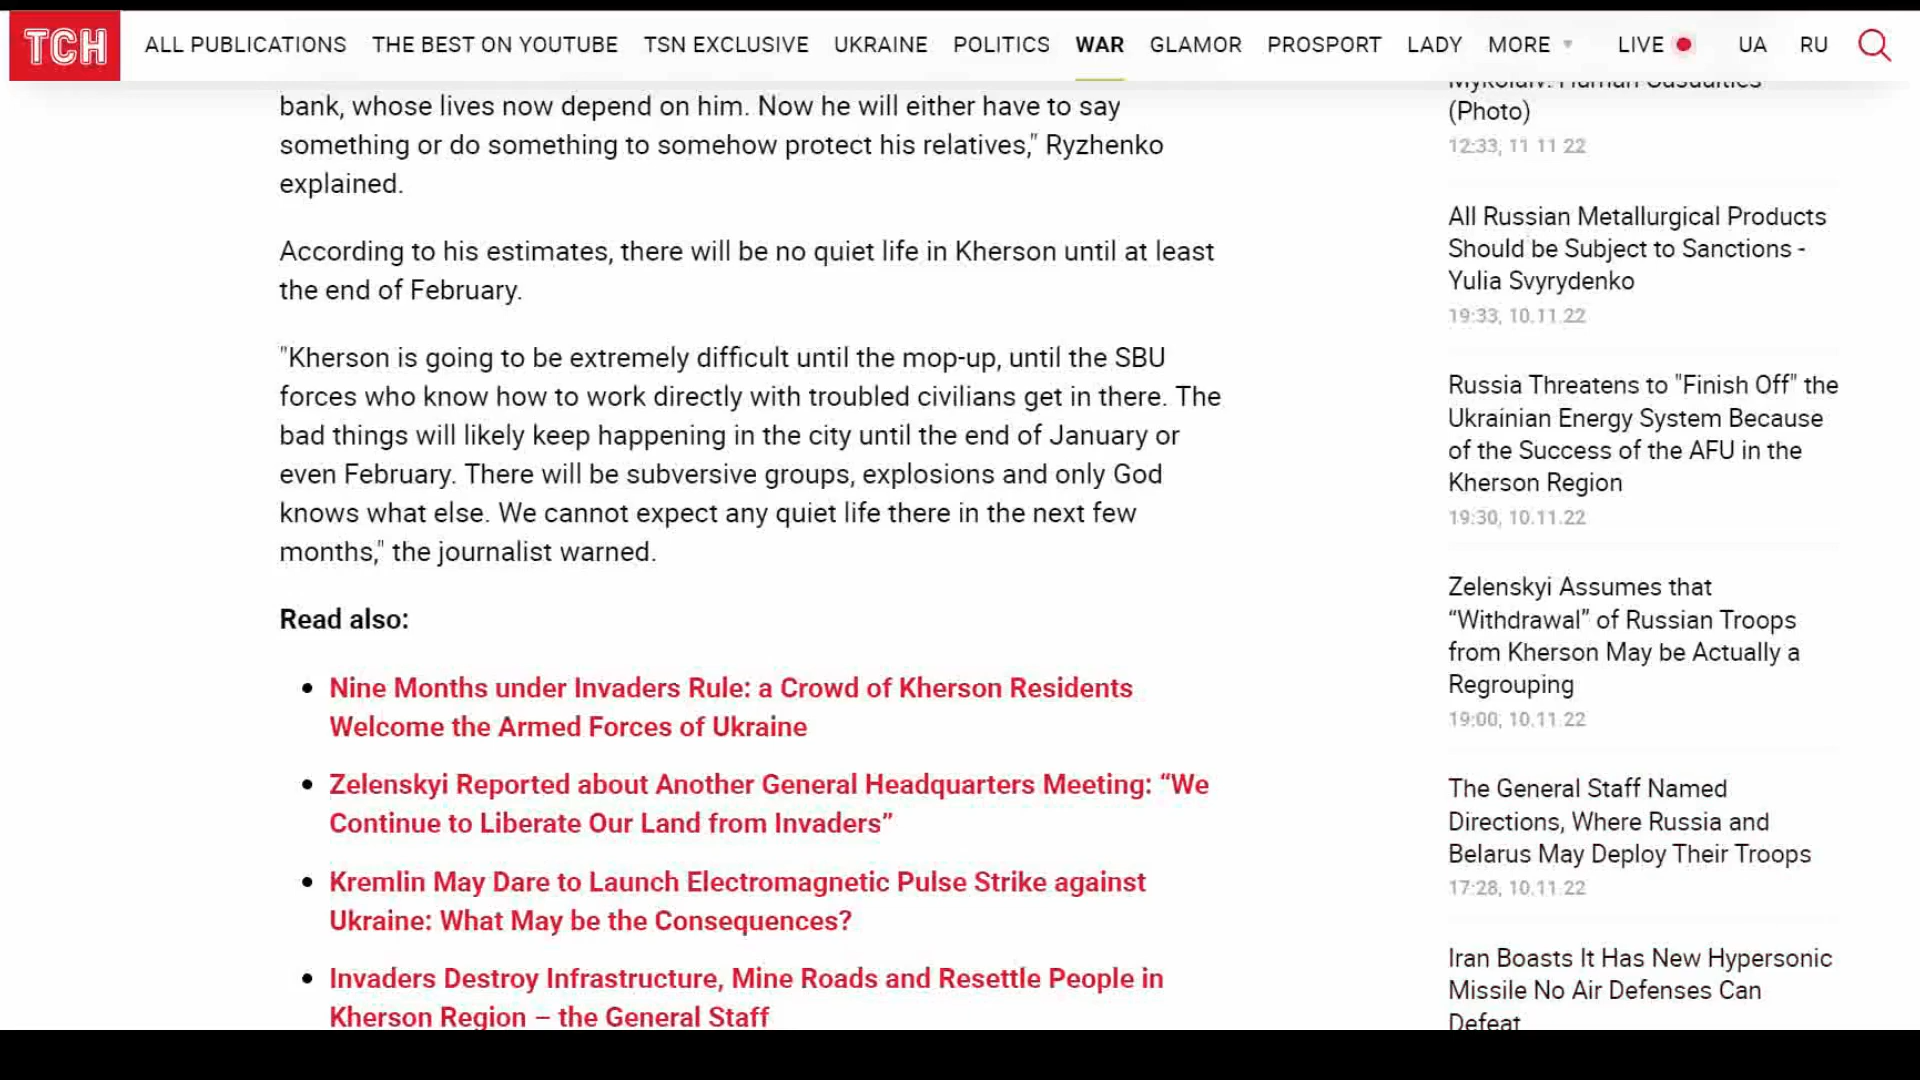 TCH
ALL PUBLICATIONS THE BEST ON YOUTUBE TSN EXCLUSIVE UKRAINE POLITICS WAR GLAMOR PROSPORT LADY MORE LIVE UA RU
bank, whose lives now depend on him. Now he will either have to say
something or do something to somehow protect his relatives," Ryzhenko
explained.
According to his estimates, there will be no quiet life in Kherson until at least
the end of February.
"Kherson is going to be extremely difficult until the mop-up, until the SBU
forces who know how to work directly with troubled civilians get in there. The
bad things will likely keep happening in the city until the end of January or
even February. There will be subversive groups, explosions and only God
knows what else. We cannot expect any quiet life there in the next few
months," the journalist warned.
Read also:
• Nine Months under Invaders Rule: a Crowd of Kherson Residents
Welcome the Armed Forces of Ukraine
• Zelenskyi Reported about Another General Headquarters Meeting: “We
Continue to Liberate Our Land from Invaders”
• Kremlin May Dare to Launch Electromagnetic Pulse Strike against
Ukraine: What May be the Consequences?
• Invaders Destroy Infrastructure, Mine Roads and Resettle People in
Kherson Region – the General Staff
Mykolaiv: Human Casualties
(Photo)
12:33, 11.11.22
All Russian Metallurgical Products
Should be Subject to Sanctions -
Yulia Svyrydenko
19:33, 10.11.22
Russia Threatens to "Finish Off" the
Ukrainian Energy System Because
of the Success of the AFU in the
Kherson Region
19:30, 10.11.22
Zelenskyi Assumes that
“Withdrawal” of Russian Troops
from Kherson May be Actually a
Regrouping
19:00, 10.11.22
The General Staff Named
Directions, Where Russia and
Belarus May Deploy Their Troops
17:28, 10.11.22
Iran Boasts It Has New Hypersonic
Missile No Air Defenses Can
Defeat